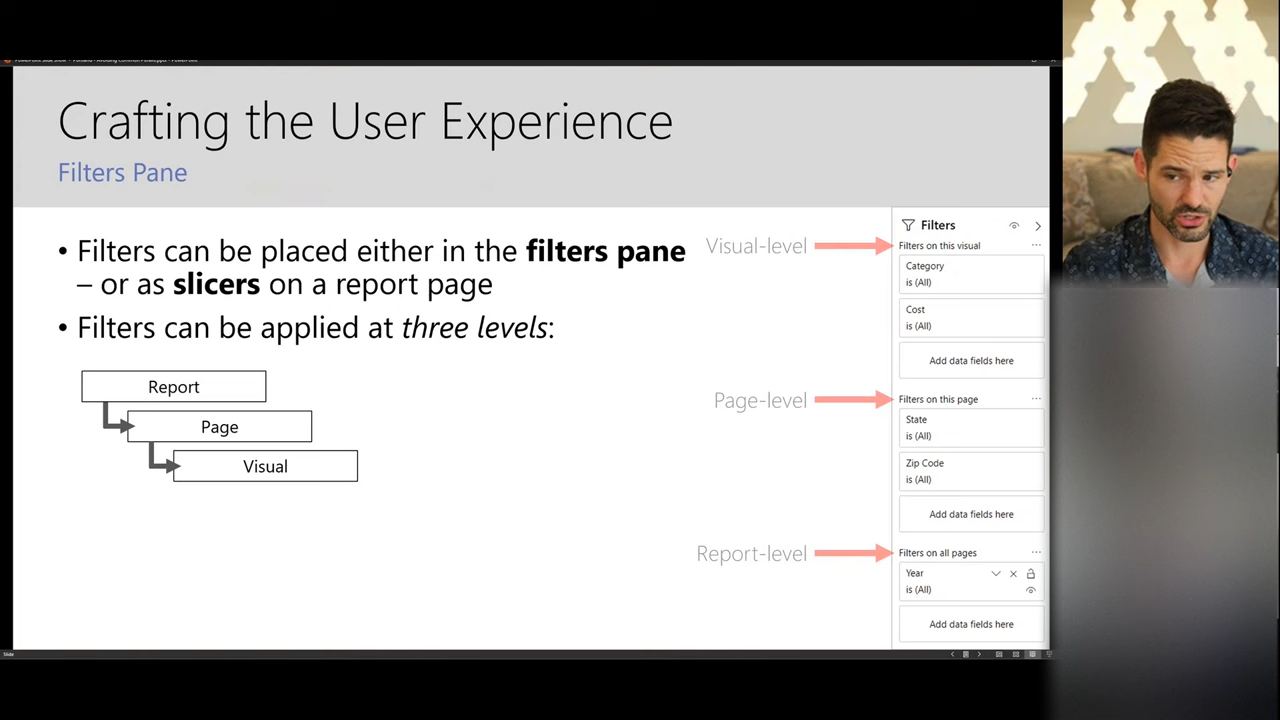 Crafting the User Experience
Filters Pane
• Filters can be placed either in the filters pane
– or as slicers on a report page
• Filters can be applied at three levels:
Report
Page
Visual
Visual-level
Page-level
Report-level
Filters
Filters on this visual
Category
is (All)
Cost
is (All)
Add data fields here
Filters on this page
State
is (All)
Zip Code
is (All)
Add data fields here
Filters on all pages
Year
is (All)
Add data fields here
Slide